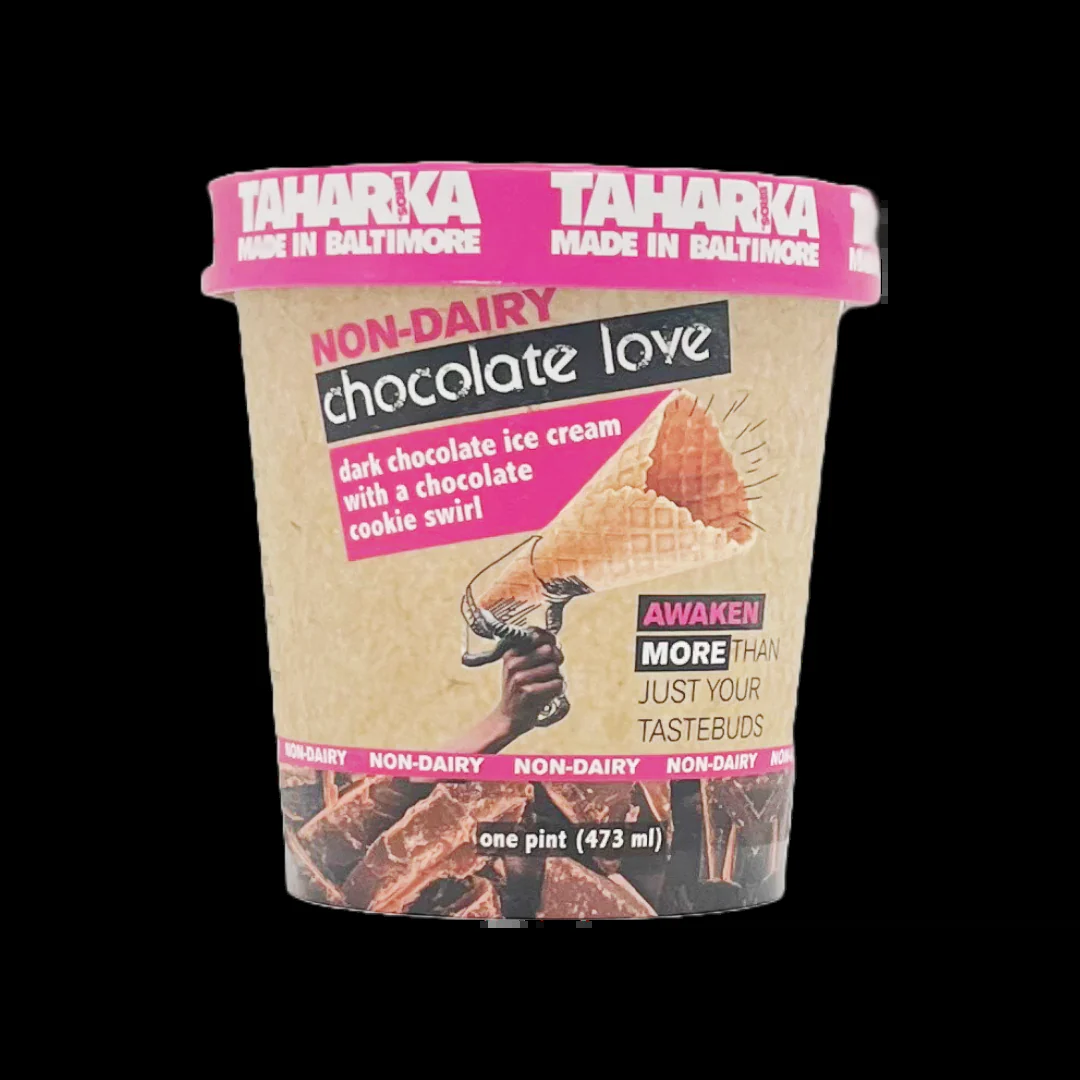 TAHARKA BROS.
MADE IN BALTIMORE
TAHARKA BROS.
MADE IN BALTIMORE
NON-DAIRY
chocolate love
dark chocolate ice cream
with a chocolate
cookie swirl
AWAKEN
MORE THAN
JUST YOUR
TASTEBUDS
NON-DAIRY NON-DAIRY NON-DAIRY NON-DAIRY
one pint (473 ml)